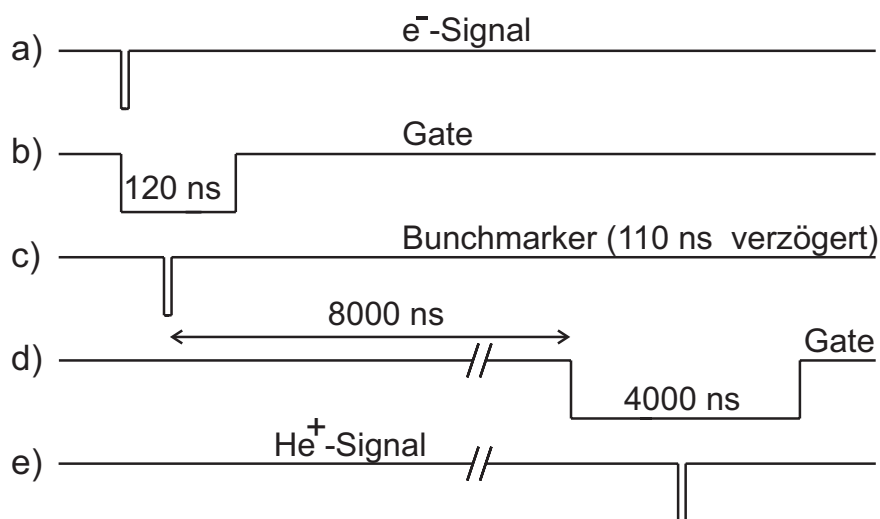 a) e⁻-Signal
b) Gate
120 ns
c) Bunchmarker (110 ns verzögert)
8000 ns
d) Gate
4000 ns
e) He⁺-Signal